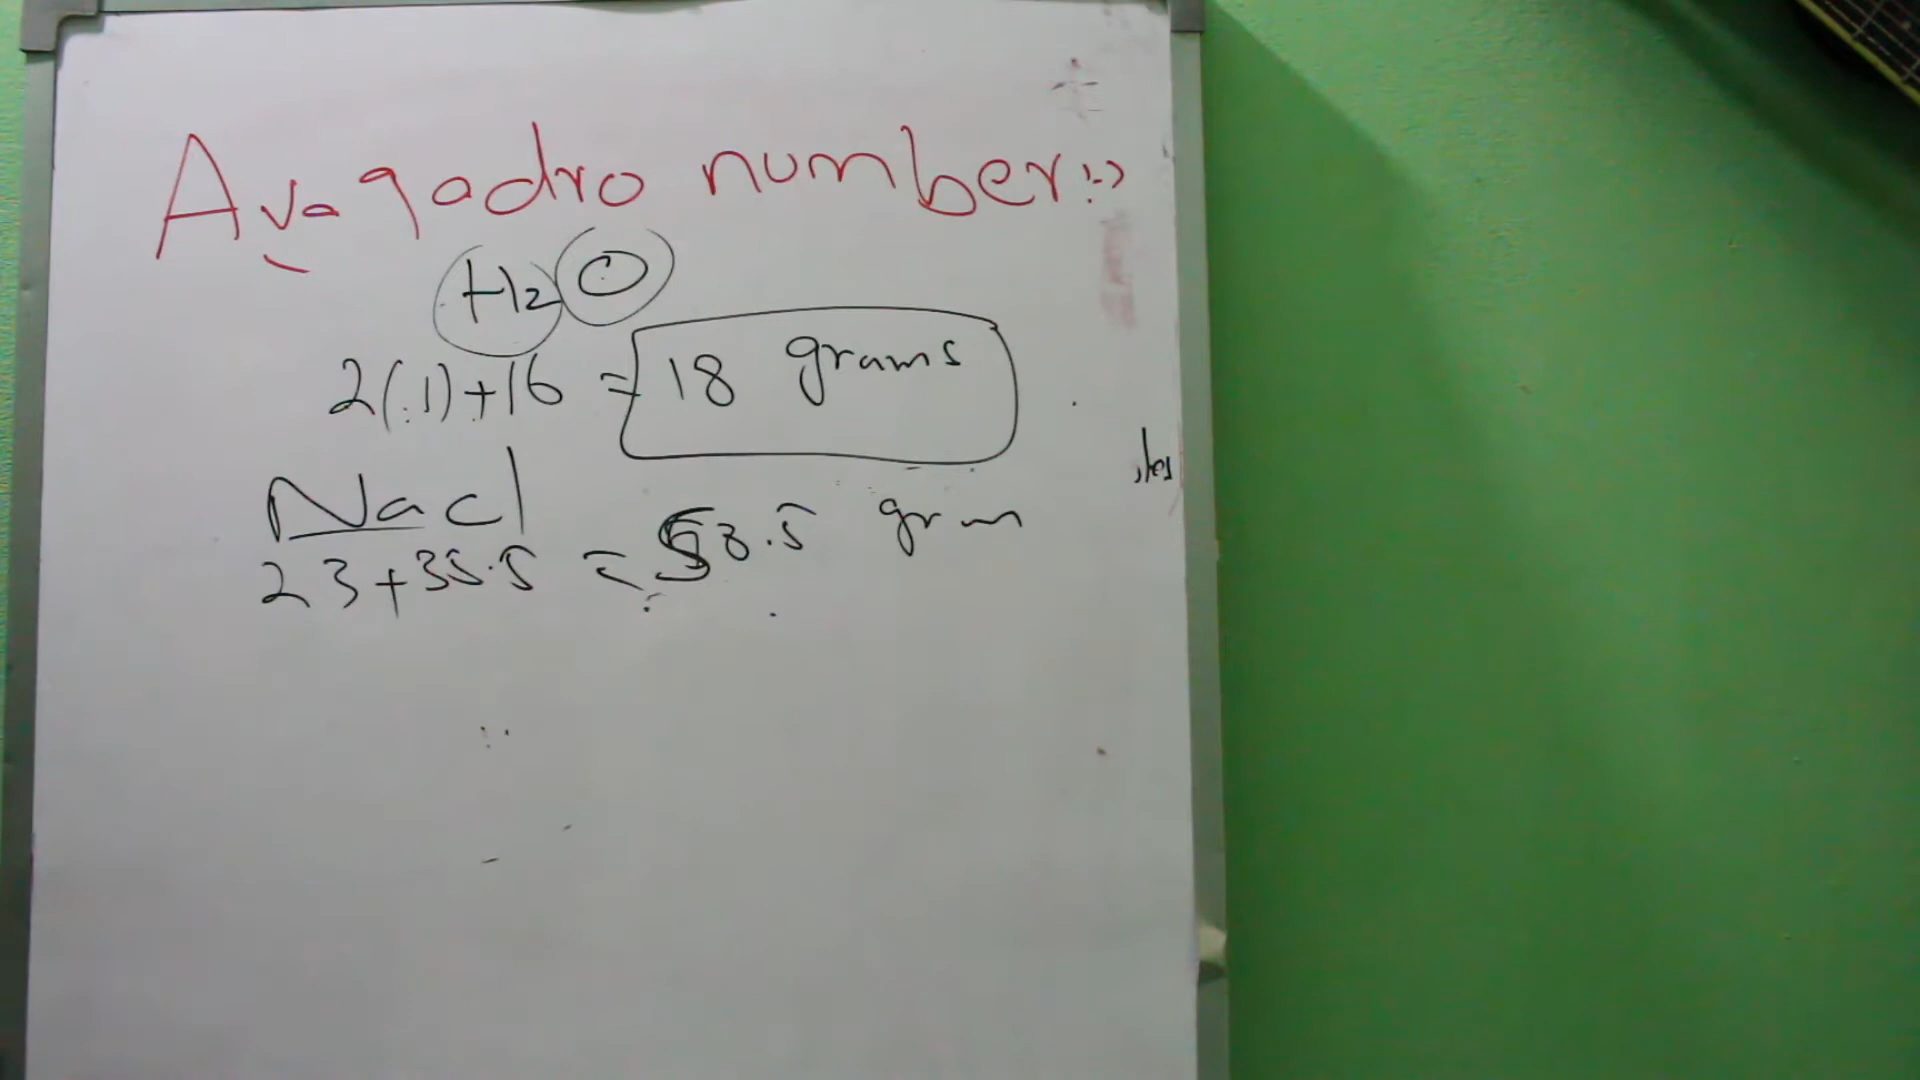 Avagadro number:-
H₂O
2(1)+16 = 18 grams
Nacl
23+35.5 = 58.5 gram